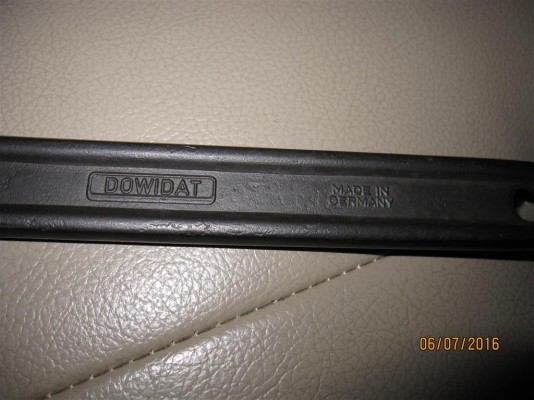 DOWIDAT
MADE IN
GERMANY
06/07/2016